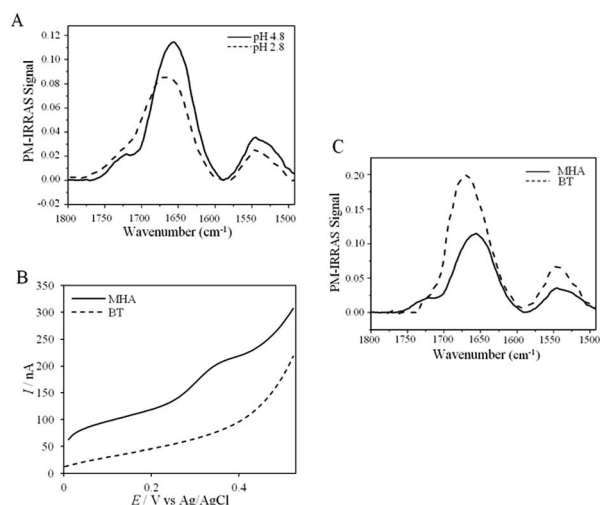 A
0.12
0.10
0.08
0.06
0.04
0.02
0.00
-0.02
PM-IRRAS Signal
pH 4.8
pH 2.8
1800 1750 1700 1650 1600 1550 1500
Wavenumber (cm-1)
B
350
300
250
200
150
100
50
0
I / nA
MHA
BT
0 0.2 0.4
E / V vs Ag/AgCl
C
0.20
0.15
0.10
0.05
0.00
PM-IRRAS Signal
MHA
BT
1800 1750 1700 1650 1600 1550 1500
Wavenumber (cm-1)